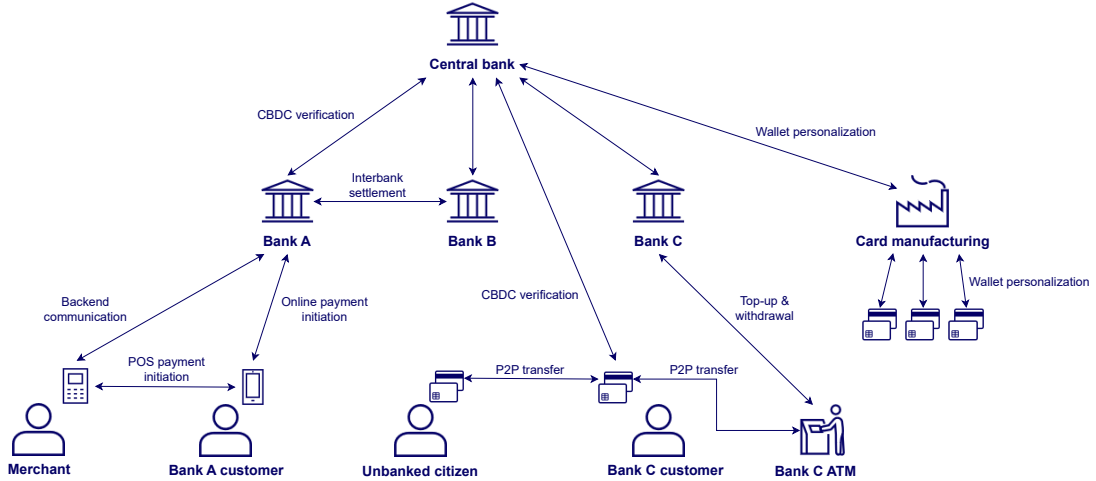 Central bank
CBDC verification
Wallet personalization
Interbank
settlement
Bank A
Bank B
Bank C
Card manufacturing
Backend
communication
Online payment
initiation
CBDC verification
Top-up &
withdrawal
Wallet personalization
POS payment
initiation
P2P transfer
P2P transfer
Merchant
Bank A customer
Unbanked citizen
Bank C customer
Bank C ATM